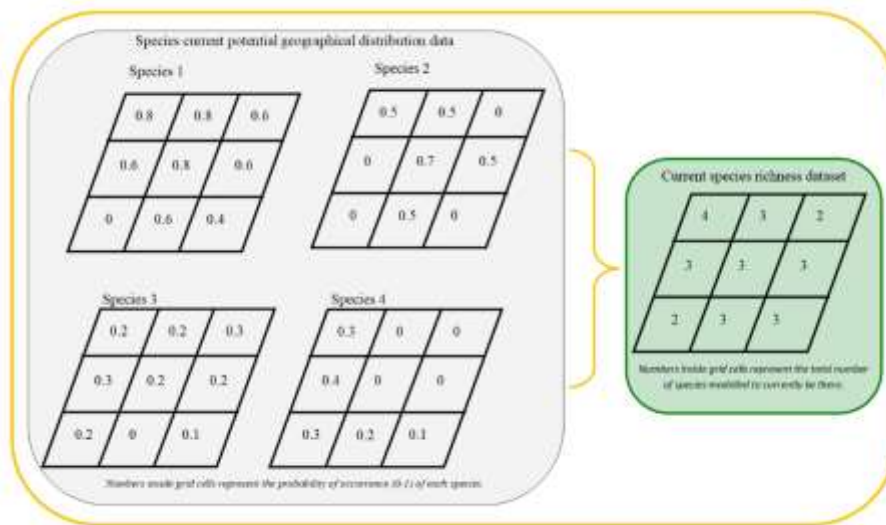 Species current potential geographical distribution data
Species 1
Species 2
0.8 0.8 0.6
0.6 0.8 0.6
0 0.6 0.4
0.5 0.5 0
0 0.7 0.5
0 0.5 0
Species 3
Species 4
0.2 0.2 0.3
0.3 0.2 0.2
0.2 0 0.1
0.3 0 0
0.4 0 0
0.3 0.2 0.1
Numbers inside grid cells represent the probability of occurrence (0-1) of each species.
Current species richness dataset
4 3 2
3 3 3
2 3 3
Numbers inside grid cells represent the total number
of species modelled to currently be there.